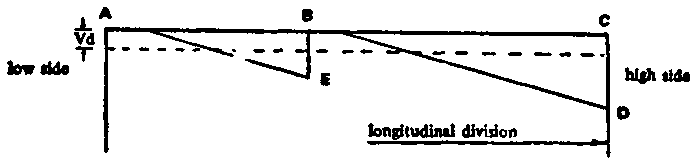 A B C
Vd
low side
E
high side
D
longitudinal division